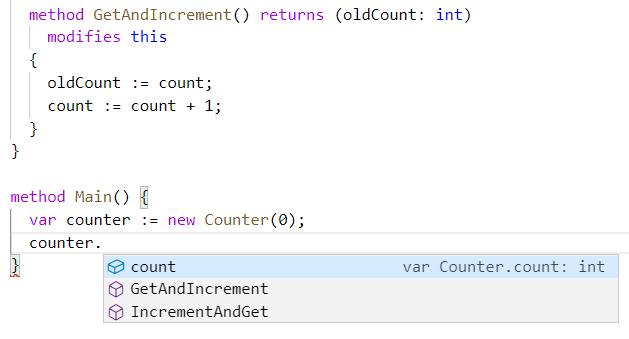 method GetAndIncrement() returns (oldCount: int)
modifies this
{
oldCount := count;
count := count + 1;
}
}
method Main() {
var counter := new Counter(0);
counter.
}
count var Counter.count: int
GetAndIncrement
IncrementAndGet